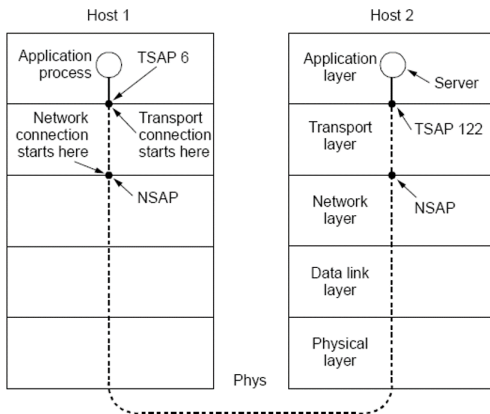 Host 1
Host 2
Application
process
TSAP 6
Network
connection
starts here
Transport
connection
starts here
NSAP
Application
layer
Server
Transport
layer
TSAP 122
Network
layer
NSAP
Data link
layer
Physical
layer
Phys